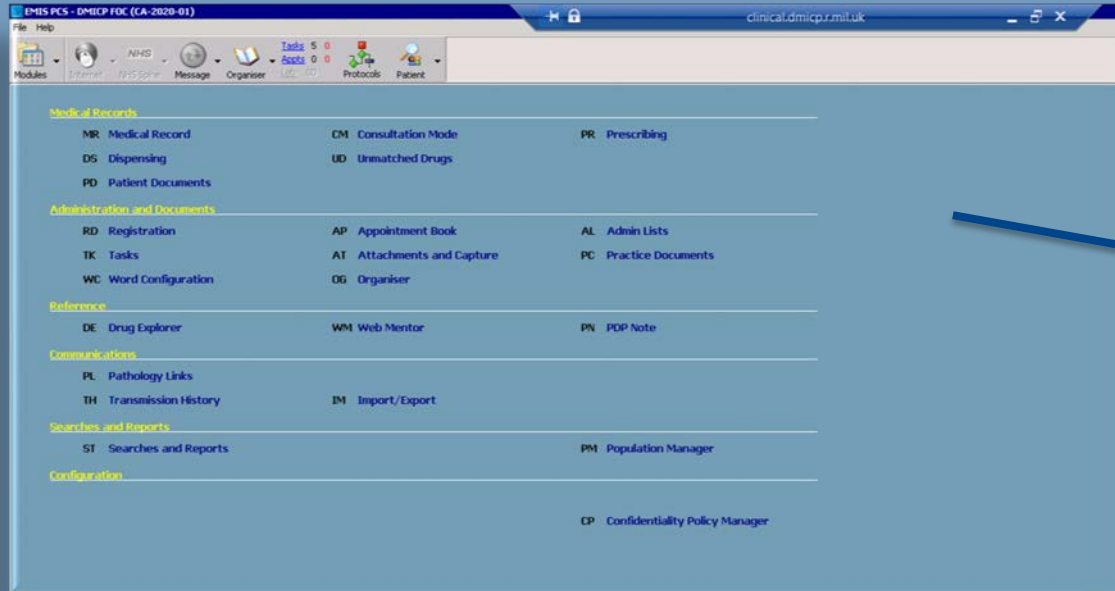 EMIS PCS - DMICP FOC (CA-2020-01)
clinical.dmicp.r.mil.uk
File Help
Tasks 5 0
Appts 0 0
Modules Internet NHS Spine Message Organiser Protocols Patient
NHS
Medical Records
MR Medical Record CM Consultation Mode PR Prescribing
DS Dispensing UD Unmatched Drugs
PD Patient Documents
Administration and Documents
RD Registration AP Appointment Book AL Admin Lists
TK Tasks AT Attachments and Capture PC Practice Documents
WC Word Configuration OG Organiser
Reference
DE Drug Explorer WM Web Mentor PN PDP Note
Communications
PL Pathology Links
TH Transmission History IM Import/Export
Searches and Reports
ST Searches and Reports PM Population Manager
Configuration
CP Confidentiality Policy Manager